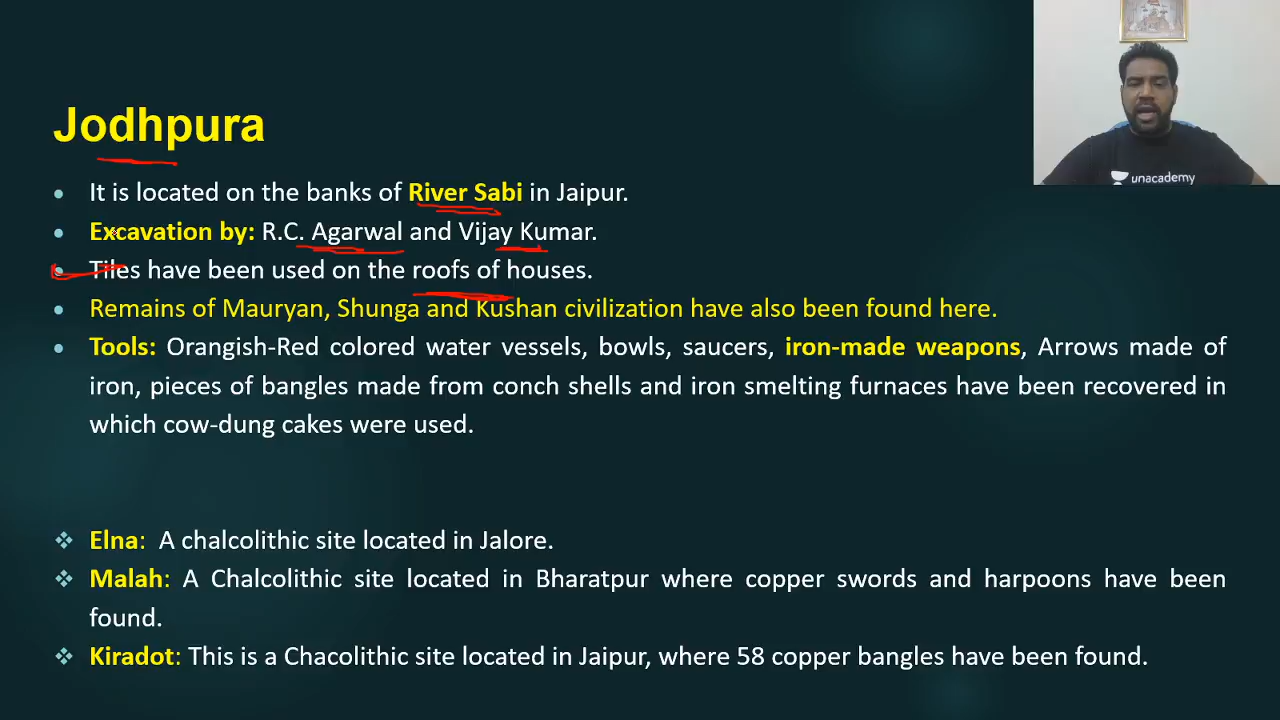 unacademy
Jodhpura
It is located on the banks of River Sabi in Jaipur.
Excavation by: R.C. Agarwal and Vijay Kumar.
Tiles have been used on the roofs of houses.
Remains of Mauryan, Shunga and Kushan civilization have also been found here.
Tools: Orangish-Red colored water vessels, bowls, saucers, iron-made weapons, Arrows made of
iron, pieces of bangles made from conch shells and iron smelting furnaces have been recovered in
which cow-dung cakes were used.
Elna: A chalcolithic site located in Jalore.
Malah: A Chalcolithic site located in Bharatpur where copper swords and harpoons have been
found.
Kiradot: This is a Chacolithic site located in Jaipur, where 58 copper bangles have been found.